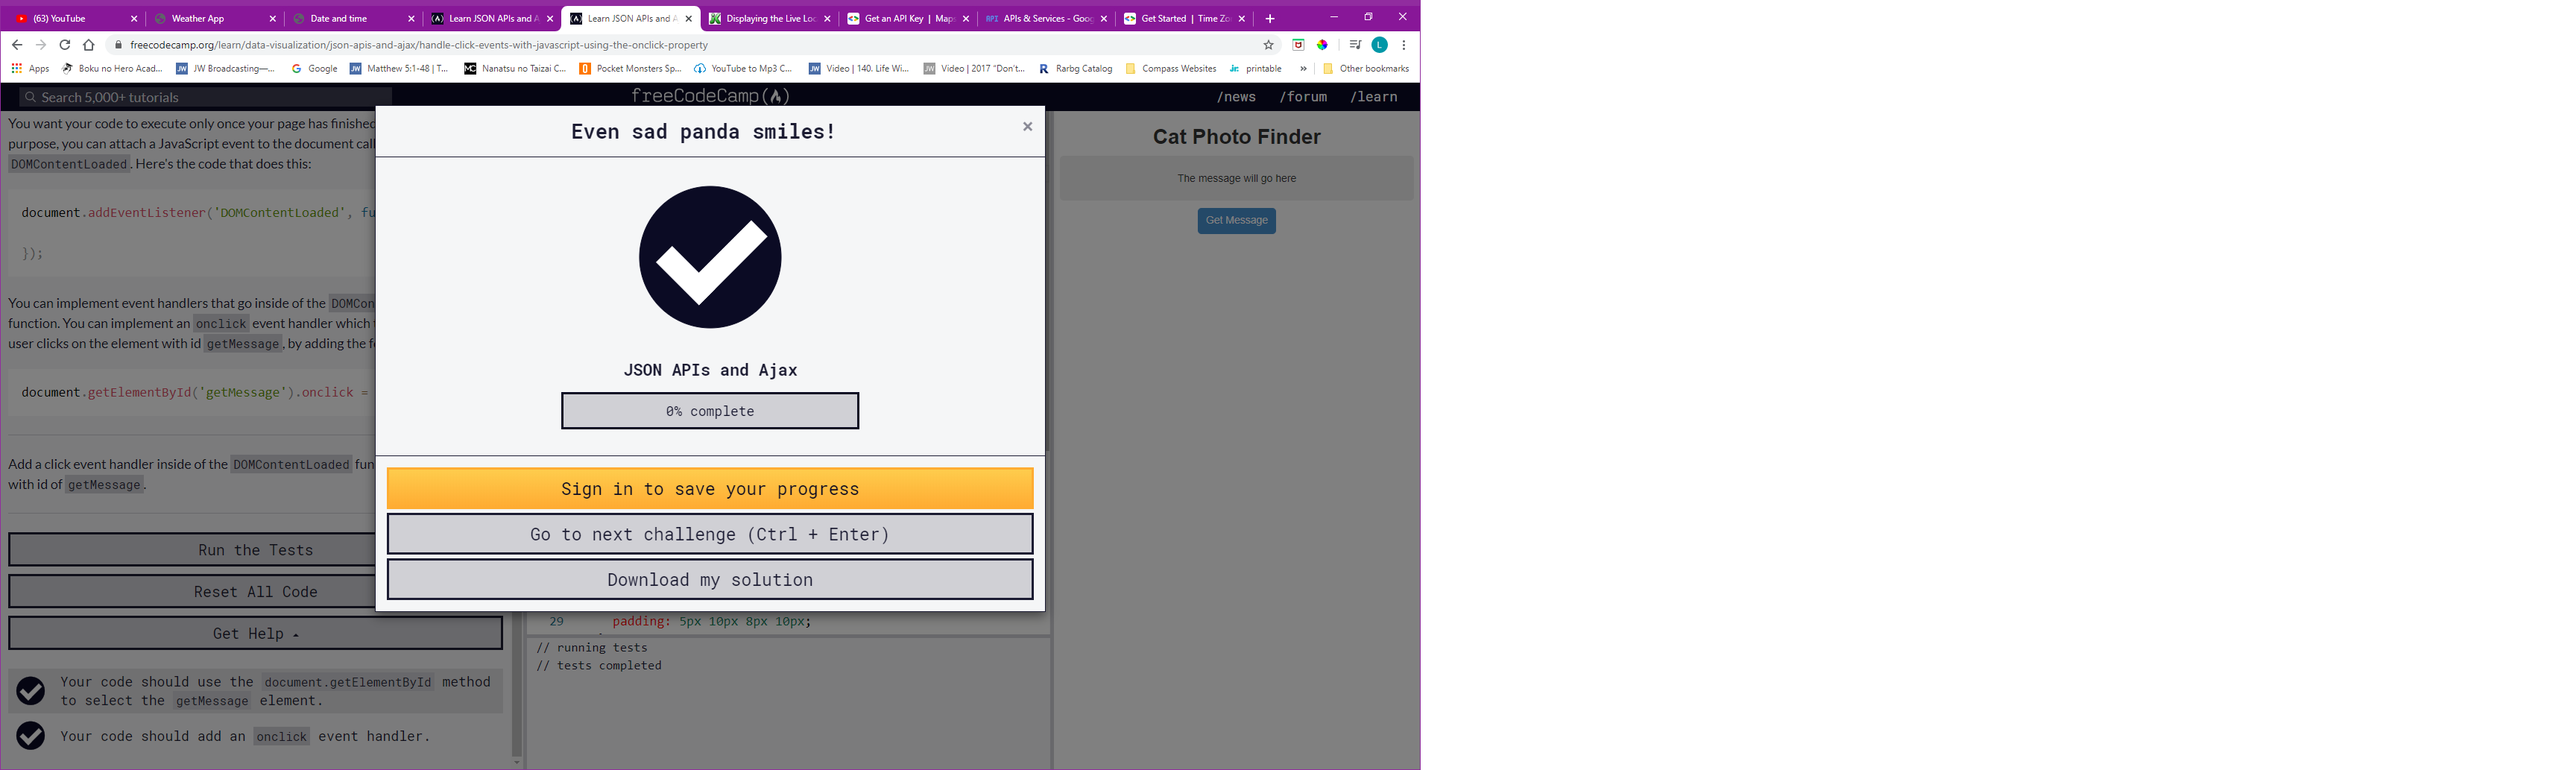 (63) YouTube
Weather App
Date and time
Learn JSON APIs and A
Learn JSON APIs and A
Displaying the Live Loc
Get an API Key | Maps
API APIs & Services - Goog
Get Started | Time Zo
freecodecamp.org/learn/data-visualization/json-apis-and-ajax/handle-click-events-with-javascript-using-the-onclick-property
L
Apps
Boku no Hero Acad...
JW JW Broadcasting—...
G Google
JW Matthew 5:1-48 | T...
MC Nanatsu no Taizai C...
Pocket Monsters Sp...
YouTube to Mp3 C...
JW Video | 140. Life Wi...
JW Video | 2017 "Don't...
R Rarbg Catalog
Compass Websites
jr. printable
»
Other bookmarks
Search 5,000+ tutorials
freeCodeCamp
/news
/forum
/learn
You want your code to execute only once your page has finished
purpose, you can attach a JavaScript event to the document call
DOMContentLoaded. Here's the code that does this:
document.addEventListener('DOMContentLoaded', fu
});
You can implement event handlers that go inside of the DOMCon
function. You can implement an onclick event handler which t
user clicks on the element with id getMessage, by adding the f
document.getElementById('getMessage').onclick =
Add a click event handler inside of the DOMContentLoaded fun
with id of getMessage.
Run the Tests
Reset All Code
Get Help
Your code should use the document.getElementById method
to select the getMessage element.
Your code should add an onclick event handler.
Even sad panda smiles!
×
JSON APIs and Ajax
0% complete
Sign in to save your progress
Go to next challenge (Ctrl + Enter)
Download my solution
29 padding: 5px 10px 8px 10px;
// running tests
// tests completed
Cat Photo Finder
The message will go here
Get Message